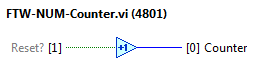 FTW-NUM-Counter.vi (4801)
Reset? [1] +1 [0] Counter